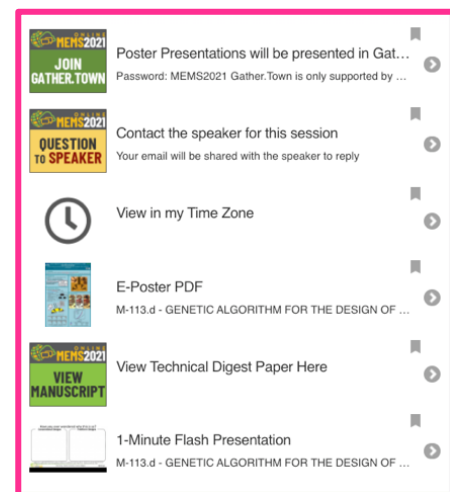 ONLINE
MEMS2021
JOIN
GATHER.TOWN
Poster Presentations will be presented in Gat...
Password: MEMS2021 Gather.Town is only supported by ...
ONLINE
MEMS2021
QUESTION
TO SPEAKER
Contact the speaker for this session
Your email will be shared with the speaker to reply
View in my Time Zone
E-Poster PDF
M-113.d - GENETIC ALGORITHM FOR THE DESIGN OF ...
ONLINE
MEMS2021
VIEW
MANUSCRIPT
View Technical Digest Paper Here
1-Minute Flash Presentation
M-113.d - GENETIC ALGORITHM FOR THE DESIGN OF ...